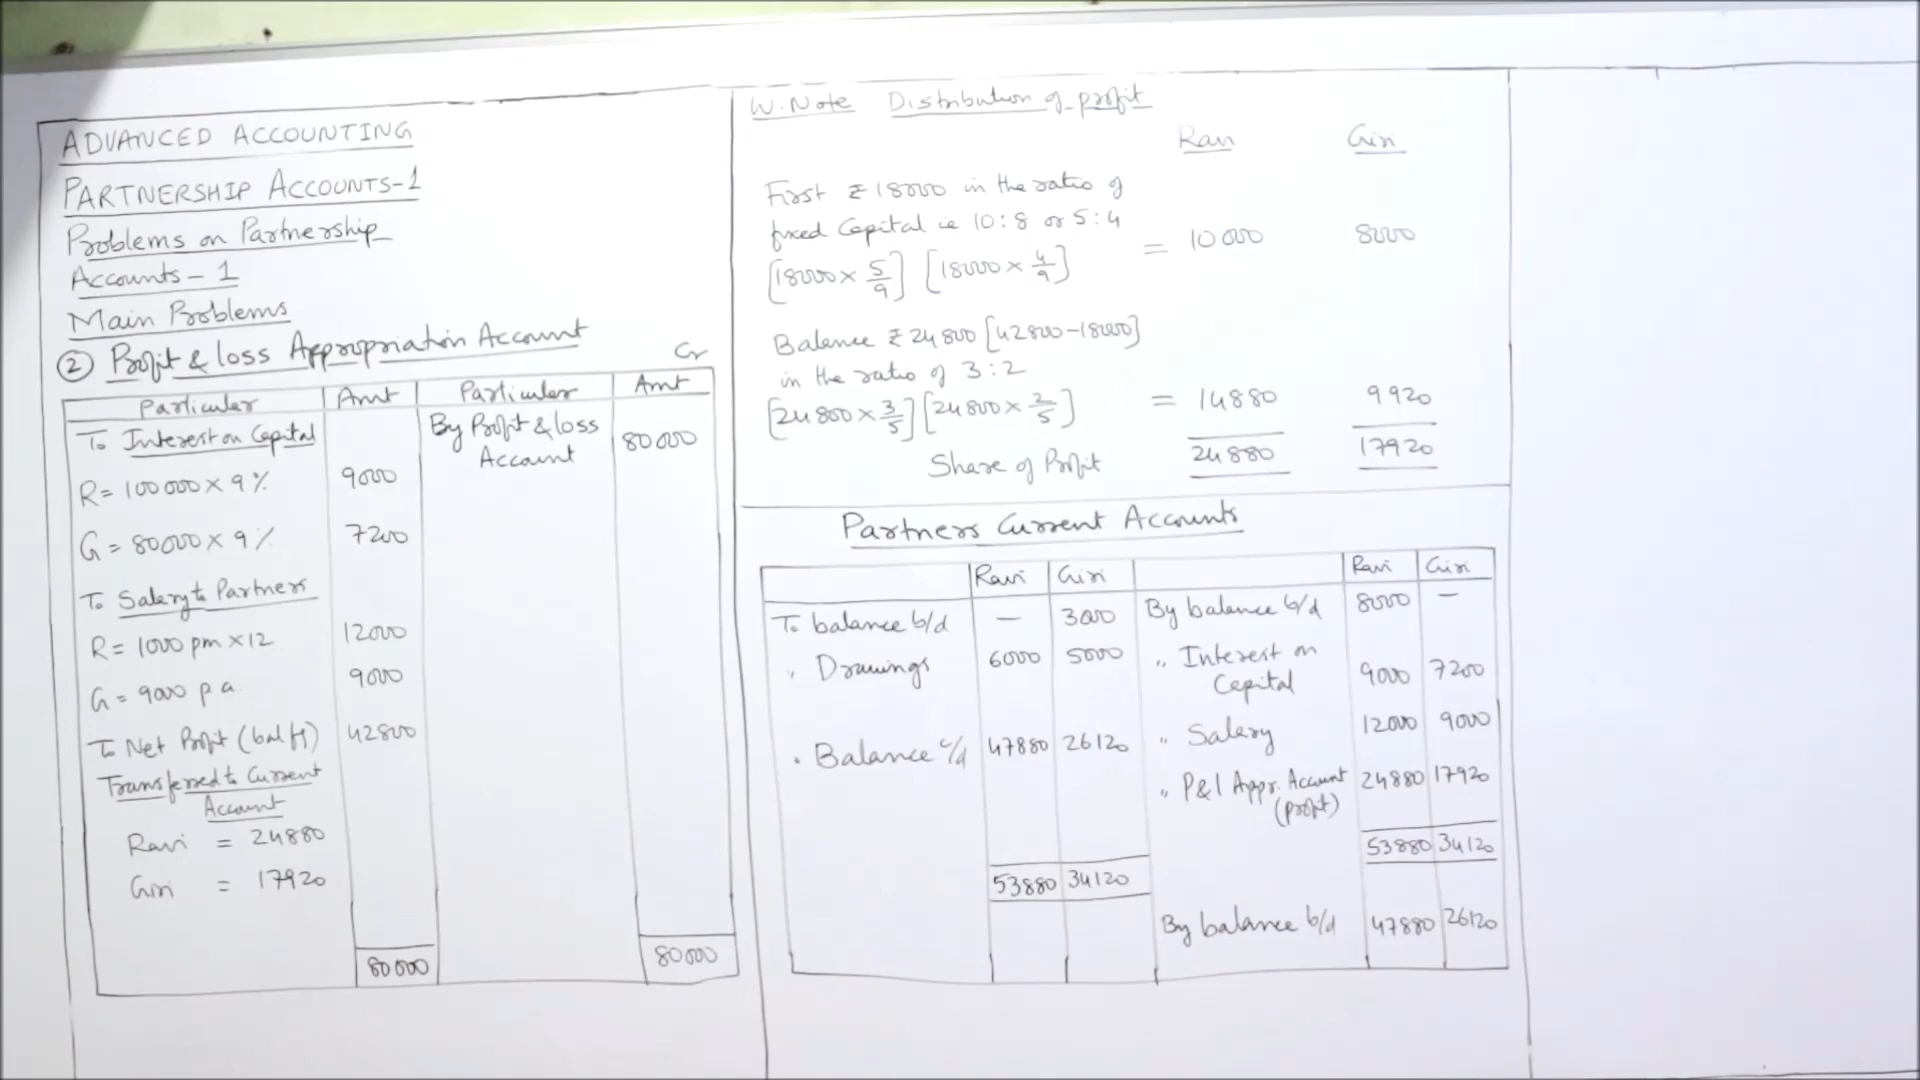 ADVANCED ACCOUNTING
PARTNERSHIP ACCOUNTS-1
Problems on Partnership
Accounts - 1
Main Problems
② Profit & loss Appropriation Account
Cr
Particular Amt Particular Amt
To Interest on Capital By Profit & loss
Account 80000
R = 100000 × 9% 9000
G = 80000 × 9% 7200
To Salary to Partners
R = 1000 pm × 12 12000
G = 9000 p a 9000
To Net Profit (bal f) 42800
Transferred to Current
Account
Ravi = 24880
Giri = 17920
80000 80000
W. Note Distribution of profit
Ravi Giri
First ₹ 18000 in the ratio of
fixed Capital ie 10:8 or 5:4
[18000 × 5/9] [18000 × 4/9] = 10000 8000
Balance ₹ 24800 [42800-18000]
in the ratio of 3:2
[24800 × 3/5] [24800 × 2/5] = 14880 9920
Share of Profit 24880 17920
Partners Current Accounts
Ravi Giri Ravi Giri
To balance b/d — 3000 By balance b/d 8000 —
" Drawings 6000 5000 " Interest on
Capital 9000 7200
" Balance c/d 47880 26120 " Salary 12000 9000
" P&l Appr. Account 24880 17920
(profit)
53880 34120
53880 34120
By balance b/d 47880 26120